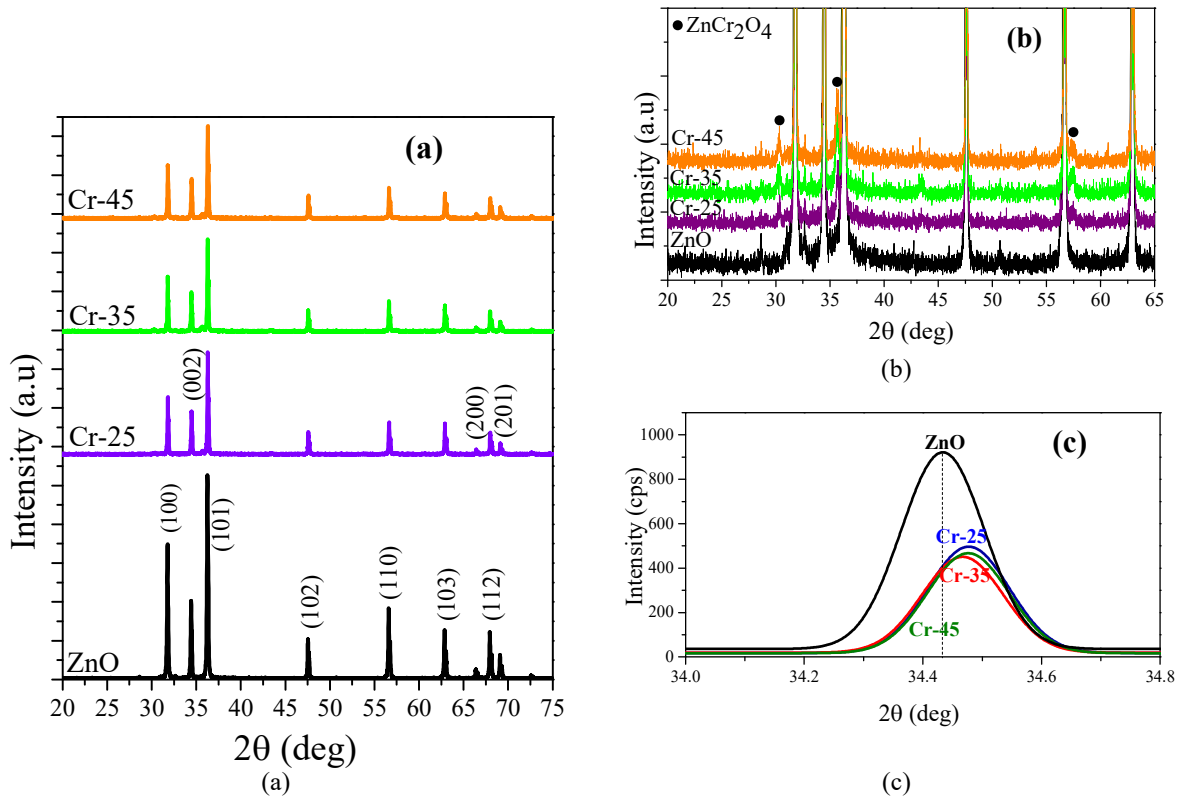 (a)
Cr-45
Cr-35
(002)
(200)
(201)
Cr-25
(100)
(101)
(102)
(110)
(103)
(112)
ZnO
Intensity (a.u)
20 25 30 35 40 45 50 55 60 65 70 75
2θ (deg)
(a)
● ZnCr2O4
(b)
Cr-45
Cr-35
Cr-25
ZnO
Intensity (a.u)
20 25 30 35 40 45 50 55 60 65
2θ (deg)
(b)
ZnO
(c)
1000
800
600
400
200
0
Cr-25
Cr-35
Cr-45
Intensity (cps)
34.0 34.2 34.4 34.6 34.8
2θ (deg)
(c)